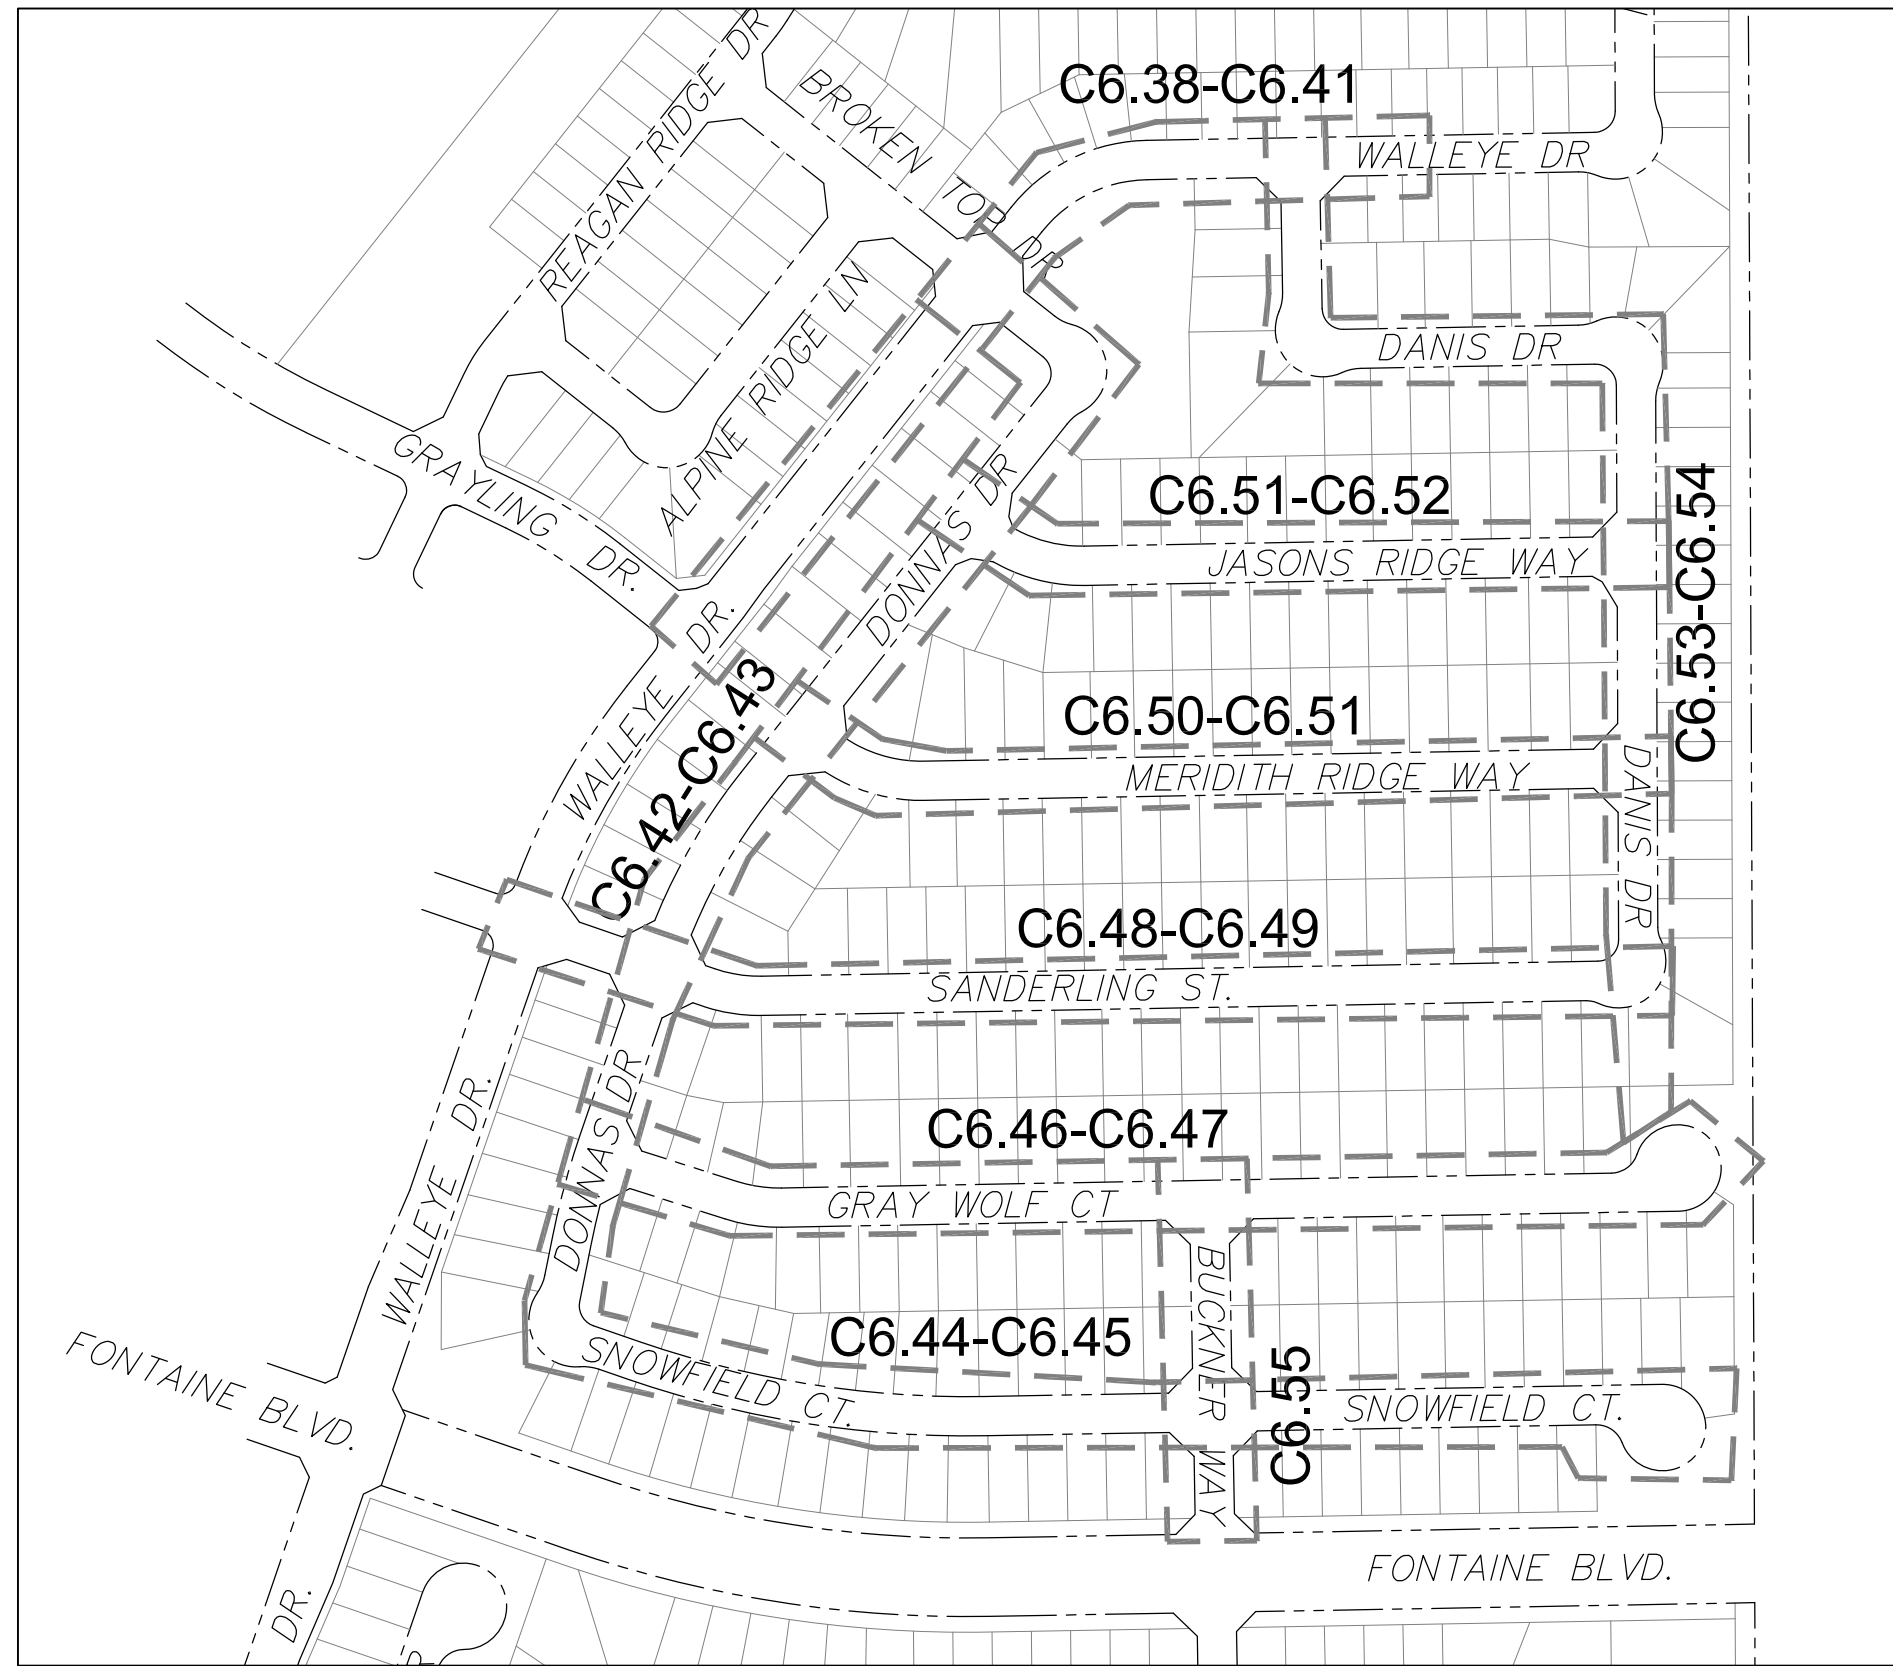 C6.38-C6.41
REAGAN RIDGE DR
BROKEN TOP DR
WALLEYE DR
DANIS DR
ALPINE RIDGE LN
GRAYLING DR.
C6.51-C6.52
JASONS RIDGE WAY
C6.53-C6.54
DONNAS DR
WALLEYE DR.
C6.42-C6.43
C6.50-C6.51
MERIDITH RIDGE WAY
DANIS DR
C6.48-C6.49
SANDERLING ST.
DONNAS DR
C6.46-C6.47
GRAY WOLF CT
WALLEYE DR.
BUCKNER WAY
C6.44-C6.45
SNOWFIELD CT.
C6.55
SNOWFIELD CT.
FONTAINE BLVD.
FONTAINE BLVD.
DR.